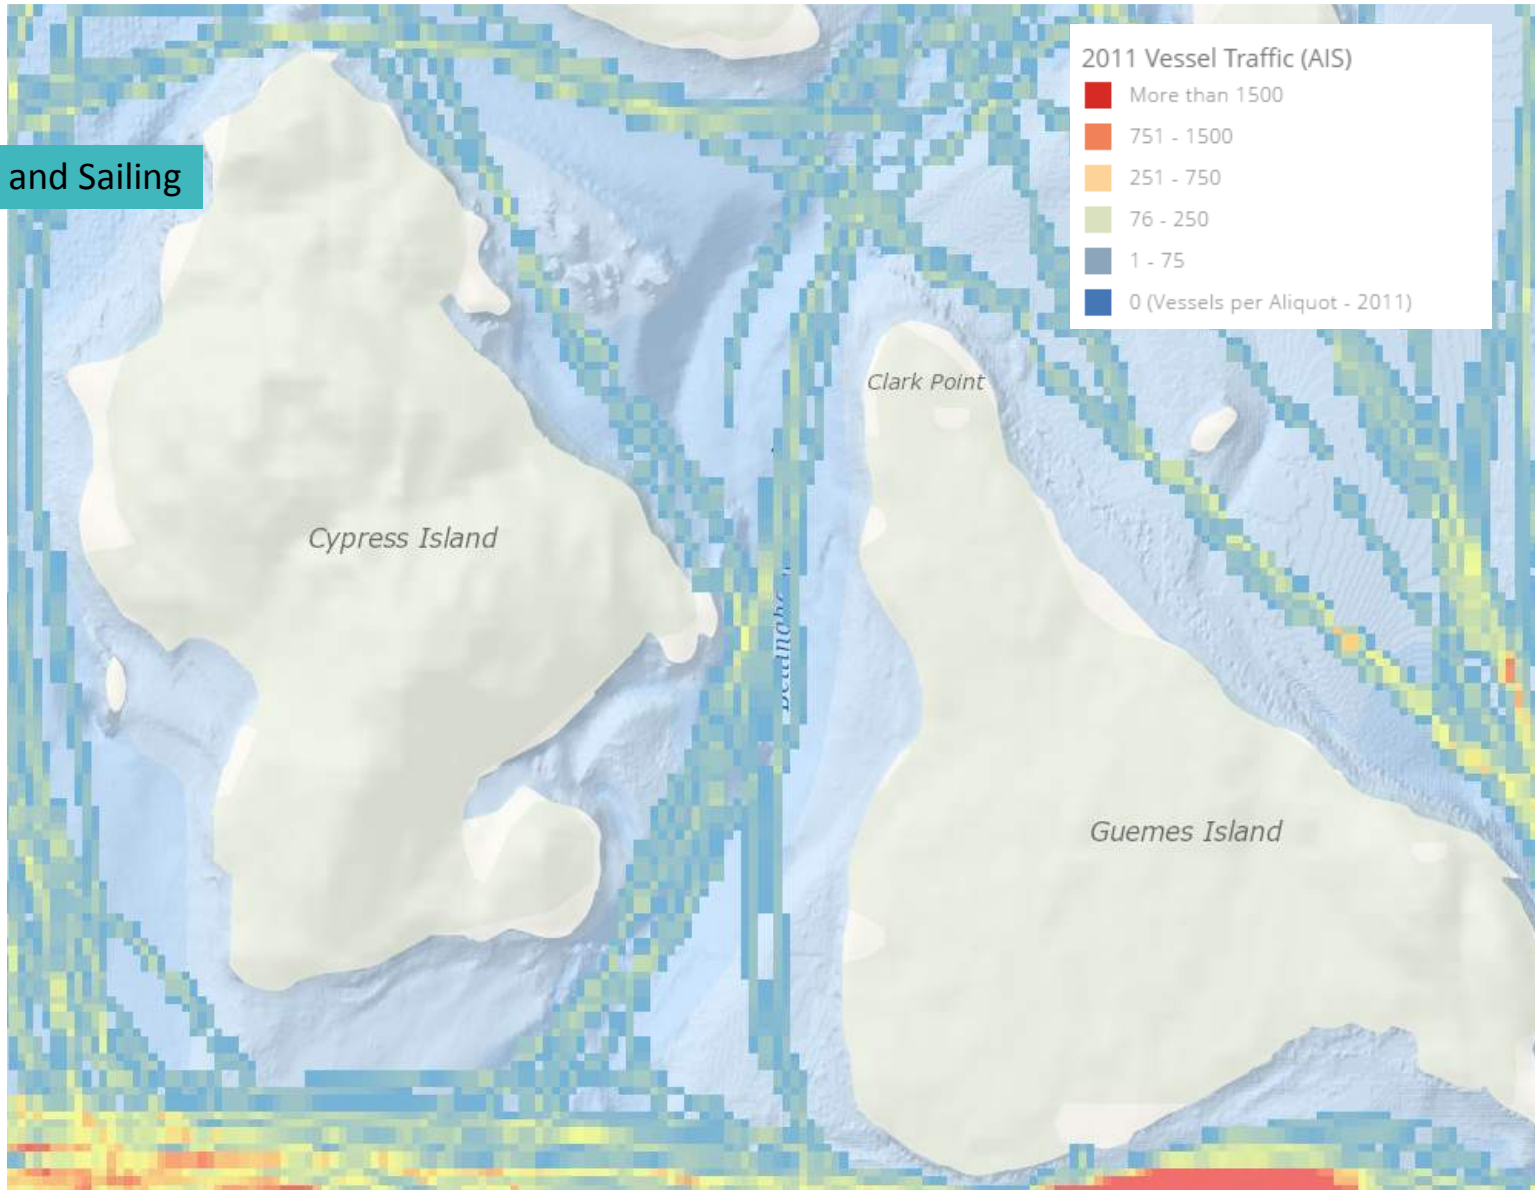 2011 Vessel Traffic (AIS)
More than 1500
751 - 1500
and Sailing
251 - 750
76 - 250
1 - 75
0 (Vessels per Aliquot - 2011)
Clark Point
Cypress Island
Guemes Island